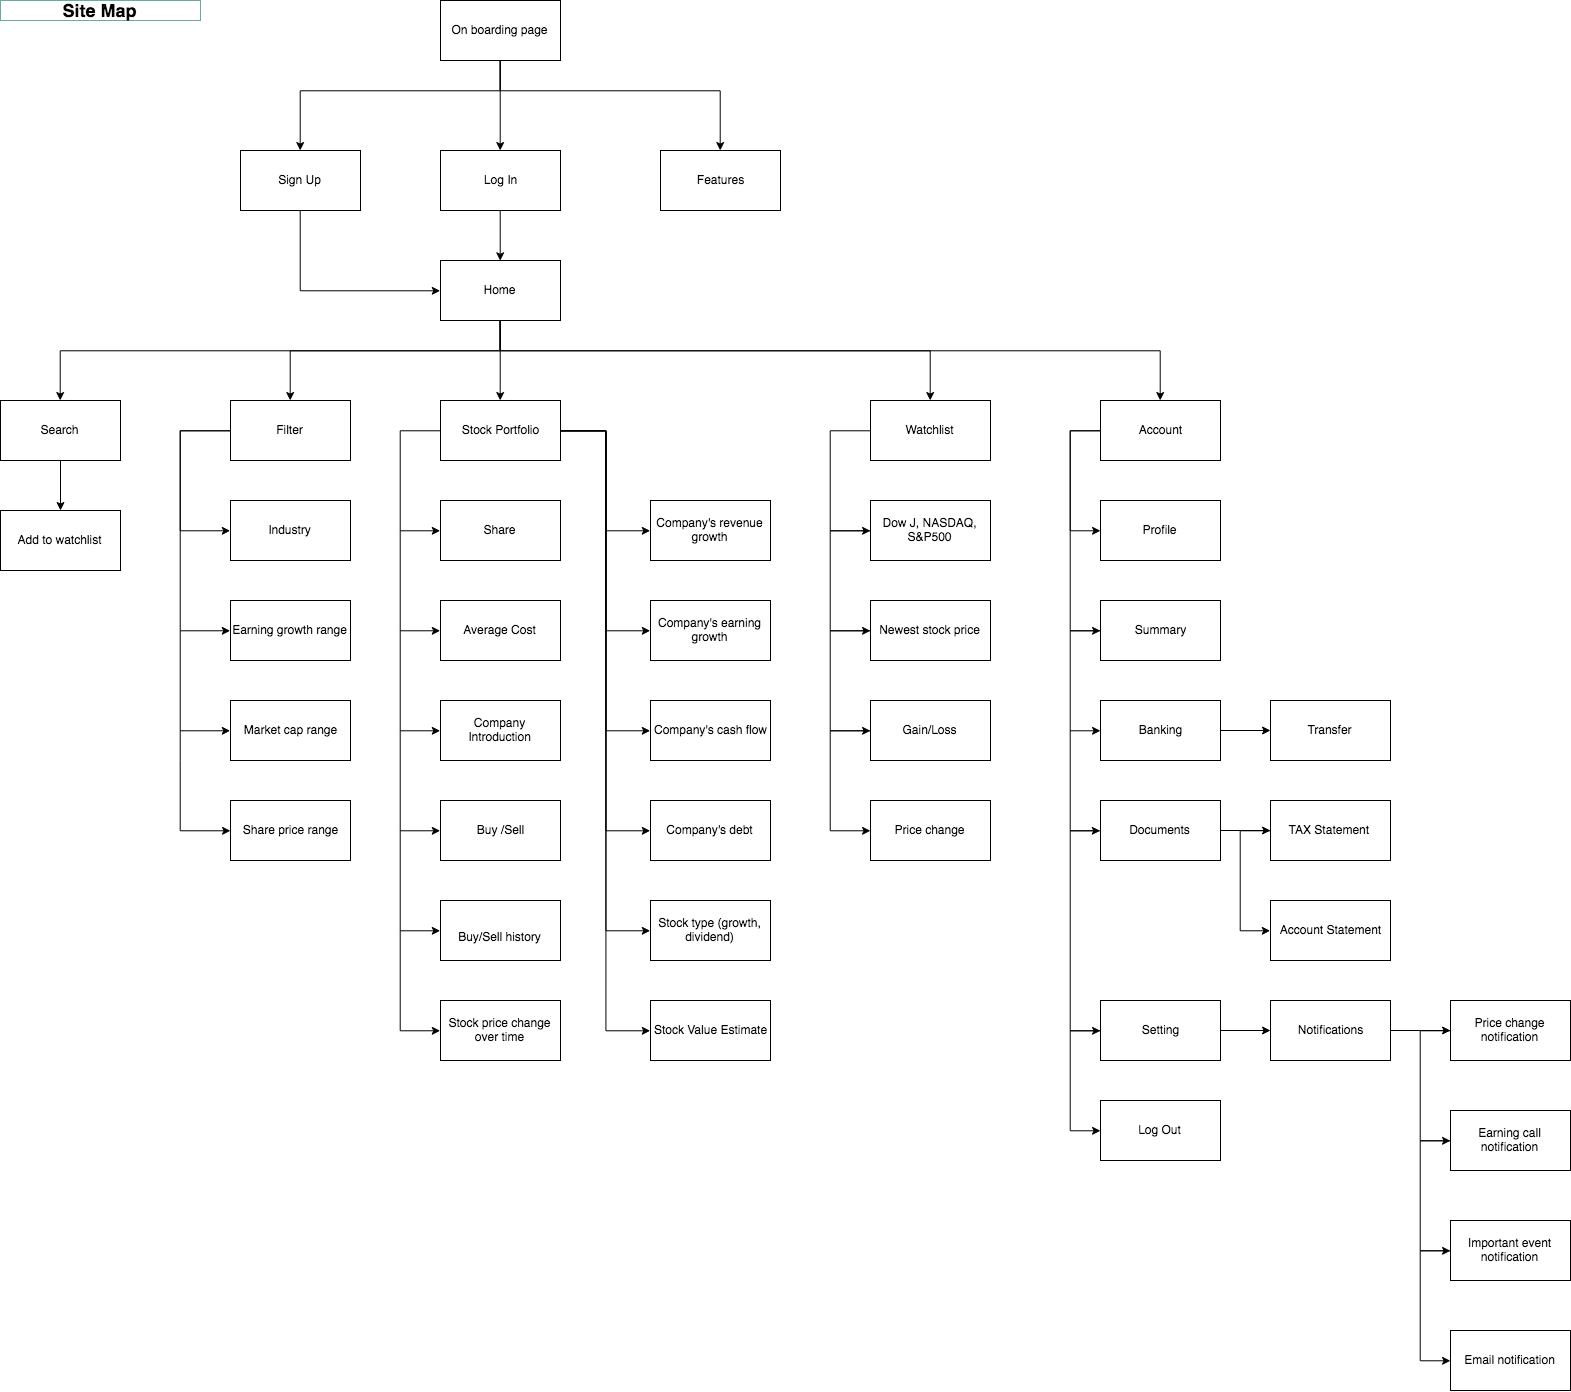 Site Map
On boarding page
Sign Up
Log In
Features
Home
Search
Filter
Stock Portfolio
Watchlist
Account
Add to watchlist
Industry
Earning growth range
Market cap range
Share price range
Share
Average Cost
Company
Introduction
Buy /Sell
Buy/Sell history
Stock price change
over time
Company's revenue
growth
Company's earning
growth
Company's cash flow
Company's debt
Stock type (growth,
dividend)
Stock Value Estimate
Dow J, NASDAQ,
S&P500
Newest stock price
Gain/Loss
Price change
Profile
Summary
Banking
Transfer
Documents
TAX Statement
Account Statement
Setting
Notifications
Price change
notification
Earning call
notification
Important event
notification
Email notification
Log Out